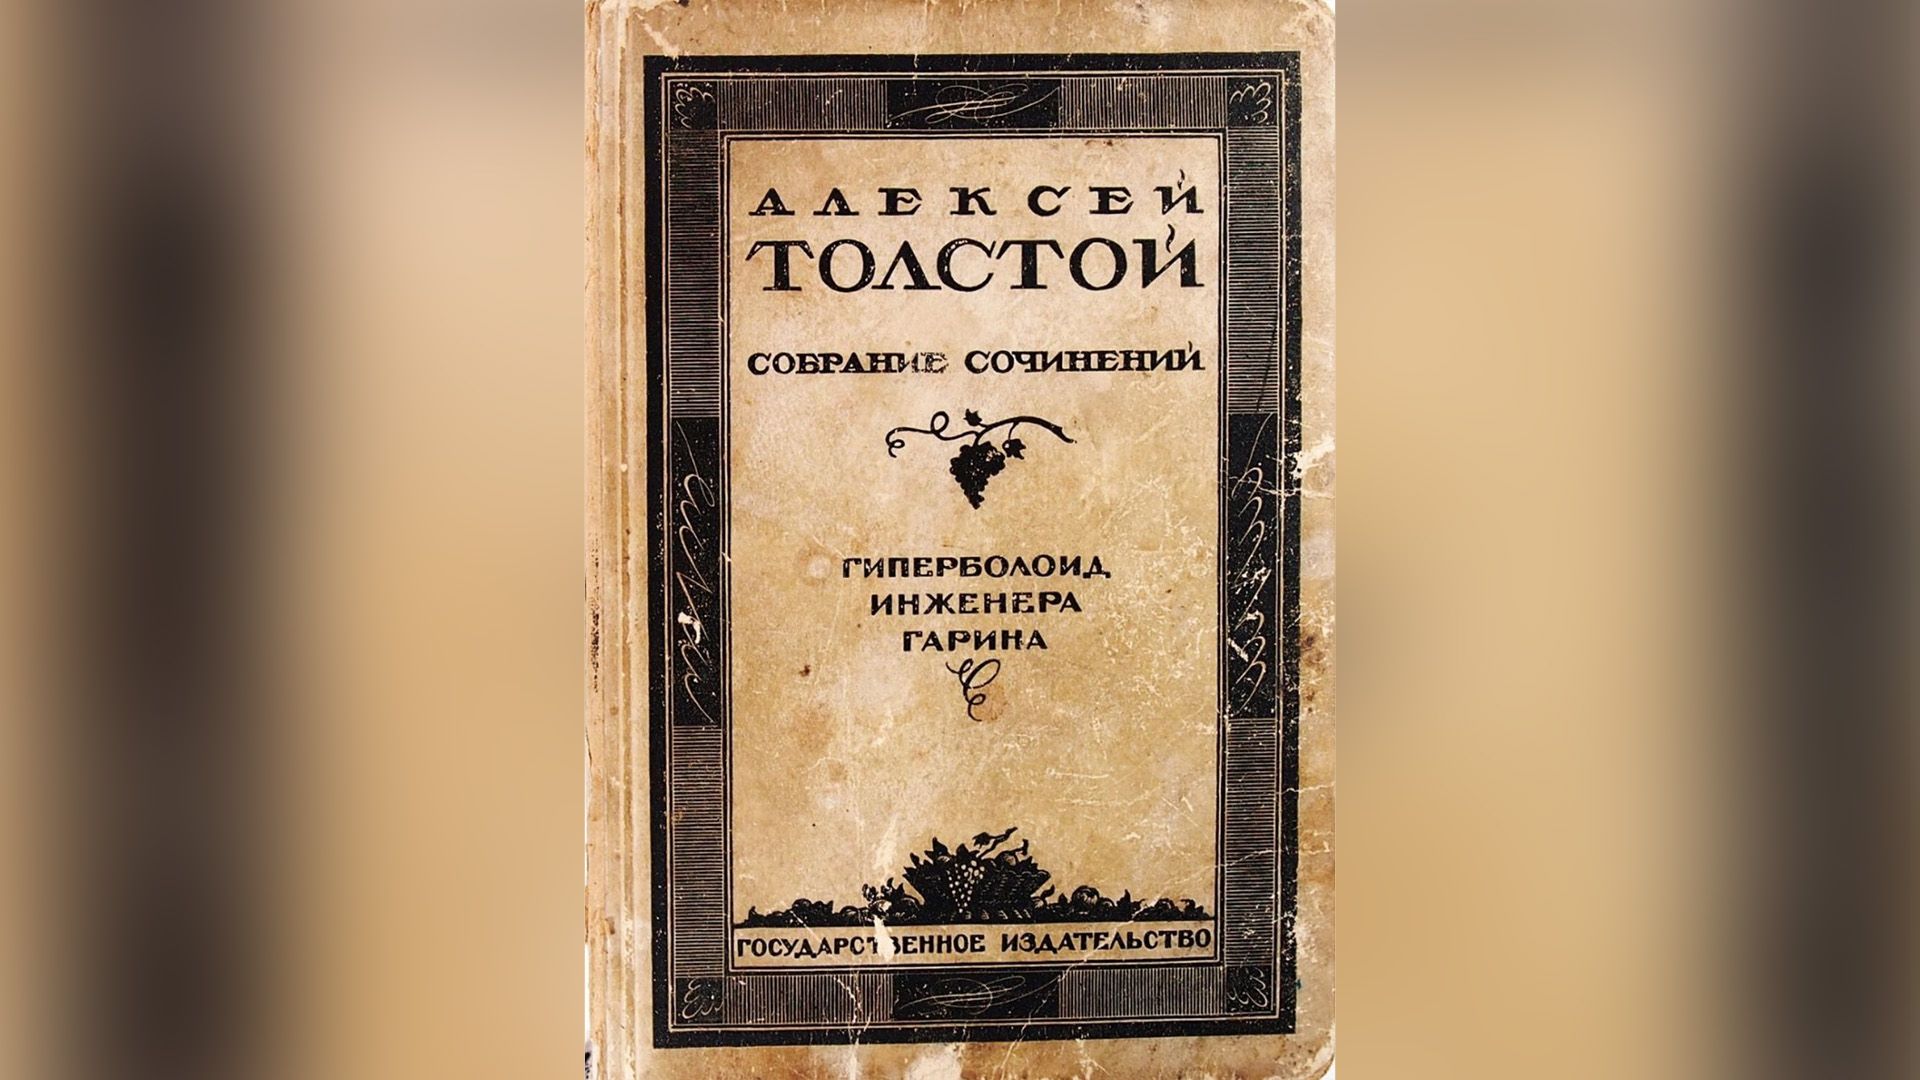 АЛЕКСЕЙ
ТОЛСТОЙ
СОБРАНИЕ СОЧИНЕНИЙ
ГИПЕРБОЛОИД
ИНЖЕНЕРА
ГАРИНА
ГОСУДАРСТВЕННОЕ ИЗДАТЕЛЬСТВО